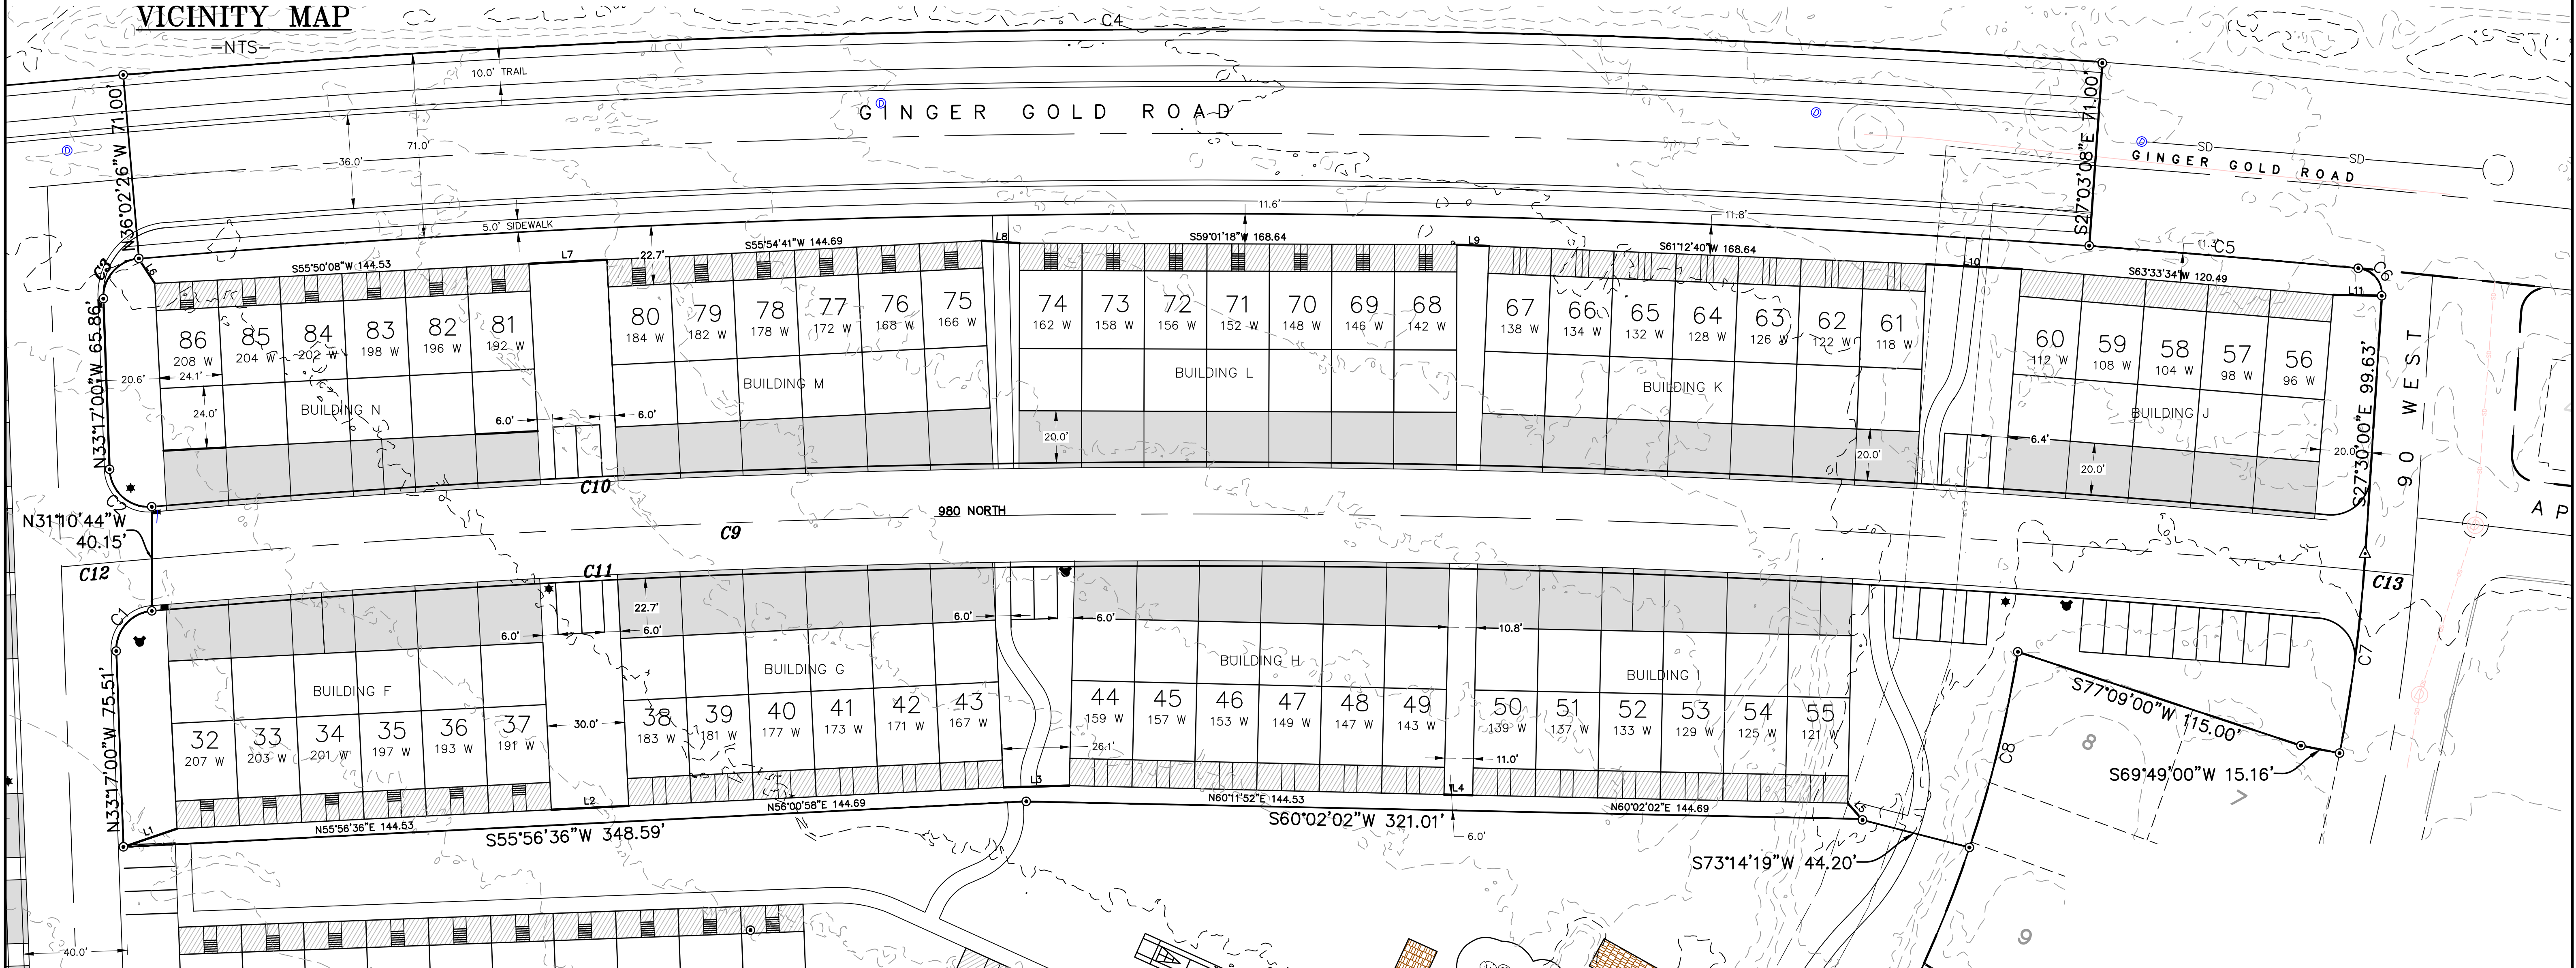 VICINITY MAP
-NTS-
C4
10.0' TRAIL
GINGER GOLD ROAD
N36°02'26"W 71.00'
71.0'
36.0'
5.0' SIDEWALK
S27°03'08"E 71.00'
SD
SD
GINGER GOLD ROAD
11.6'
11.8'
11.3'
C5
C6
C3
L6
S55°50'08"W 144.53
L7
22.7'
S55°54'41"W 144.69
L8
S59°01'18"W 168.64
L9
S61°12'40"W 168.64
L10
S63°33'34"W 120.49
L11
86
208 W
85
204 W
84
202 W
83
198 W
82
196 W
81
192 W
80
184 W
79
182 W
78
178 W
77
172 W
76
168 W
75
166 W
74
162 W
73
158 W
72
156 W
71
152 W
70
148 W
69
146 W
68
142 W
67
138 W
66
134 W
65
132 W
64
128 W
63
126 W
62
122 W
61
118 W
60
112 W
59
108 W
58
104 W
57
98 W
56
96 W
N33°17'00"W 65.86'
20.6'
24.1'
24.0'
BUILDING N
6.0'
6.0'
BUILDING M
BUILDING L
20.0'
BUILDING K
20.0'
6.4'
BUILDING J
20.0'
20.0'
S27°30'00"E 99.63'
90 WEST
AP
C2
N31°10'44"W
40.15'
C10
C9
980 NORTH
C12
C11
C13
C1
22.7'
6.0'
6.0'
6.0'
6.0'
10.8'
BUILDING F
BUILDING G
BUILDING H
BUILDING I
C7
N33°17'00"W 75.51'
32
207 W
33
203 W
34
201 W
35
197 W
36
193 W
37
191 W
30.0'
38
183 W
39
181 W
40
177 W
41
173 W
42
171 W
43
167 W
26.1'
44
159 W
45
157 W
46
153 W
47
149 W
48
147 W
49
143 W
11.0'
50
139 W
51
137 W
52
133 W
53
129 W
54
125 W
55
121 W
S77°09'00"W 115.00'
C8
8
7
S69°49'00"W 15.16'
L1
N55°56'36"E 144.53
L2
N56°00'58"E 144.69
L3
N60°11'52"E 144.53
L4
N60°02'02"E 144.69
L5
S55°56'36"W 348.59'
S60°02'02"W 321.01'
6.0'
S73°14'19"W 44.20'
9
40.0'